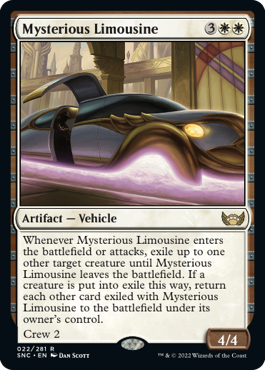 Mysterious Limousine 3
Artifact — Vehicle
Whenever Mysterious Limousine enters
the battlefield or attacks, exile up to one
other target creature until Mysterious
Limousine leaves the battlefield. If a
creature is put into exile this way, return
each other card exiled with Mysterious
Limousine to the battlefield under its
owner's control.
Crew 2
4/4
022/281 R
SNC • EN DAN SCOTT
™ & © 2022 Wizards of the Coast